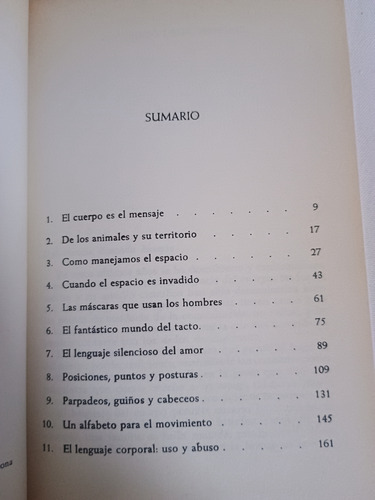 SUMARIO
1. El cuerpo es el mensaje . . . . . . . 9
2. De los animales y su territorio . . . . . 17
3. Como manejamos el espacio . . . . . 27
4. Cuando el espacio es invadido . . . . . 43
5. Las máscaras que usan los hombres . . . . 61
6. El fantástico mundo del tacto. . . . . . 75
7. El lenguaje silencioso del amor . . . . . 89
8. Posiciones, puntos y posturas . . . . . 109
9. Parpadeos, guiños y cabeceos . . . . . 131
10. Un alfabeto para el movimiento . . . . . 145
11. El lenguaje corporal: uso y abuso . . . . 161
ona